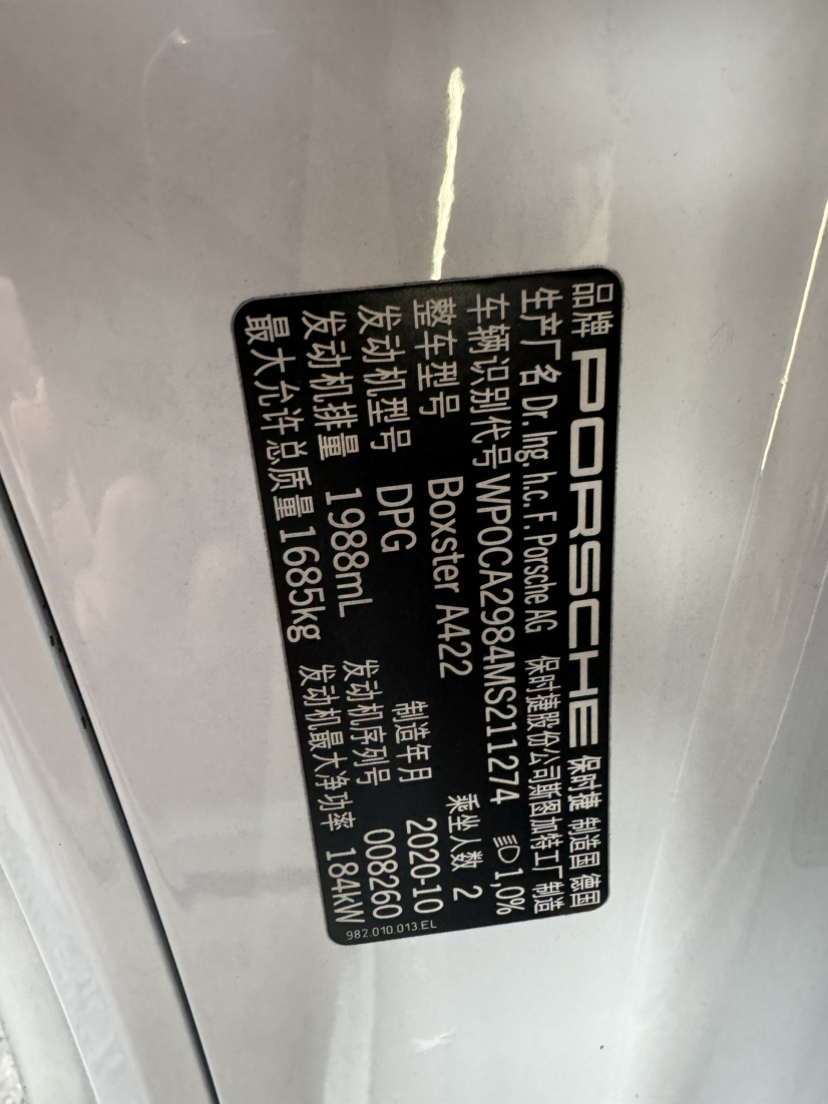 品牌 PORSCHE 保时捷 制造国 德国
生产厂名 Dr. Ing. h.c. F. Porsche AG 保时捷股份公司斯图加特工厂制造
车辆识别代号 WP0CA2984MS211274 1,0%
整车型号 Boxster A422 乘坐人数 2
发动机型号 DPG 制造年月 2020-10
发动机排量 1988mL 发动机序列号 008260
最大允许总质量 1685kg 发动机最大净功率 184kW
982.010.013.EL